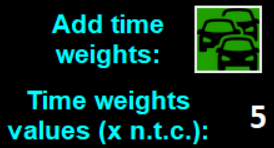 Add time
weights:
Time weights
values (x n.t.c.):
5